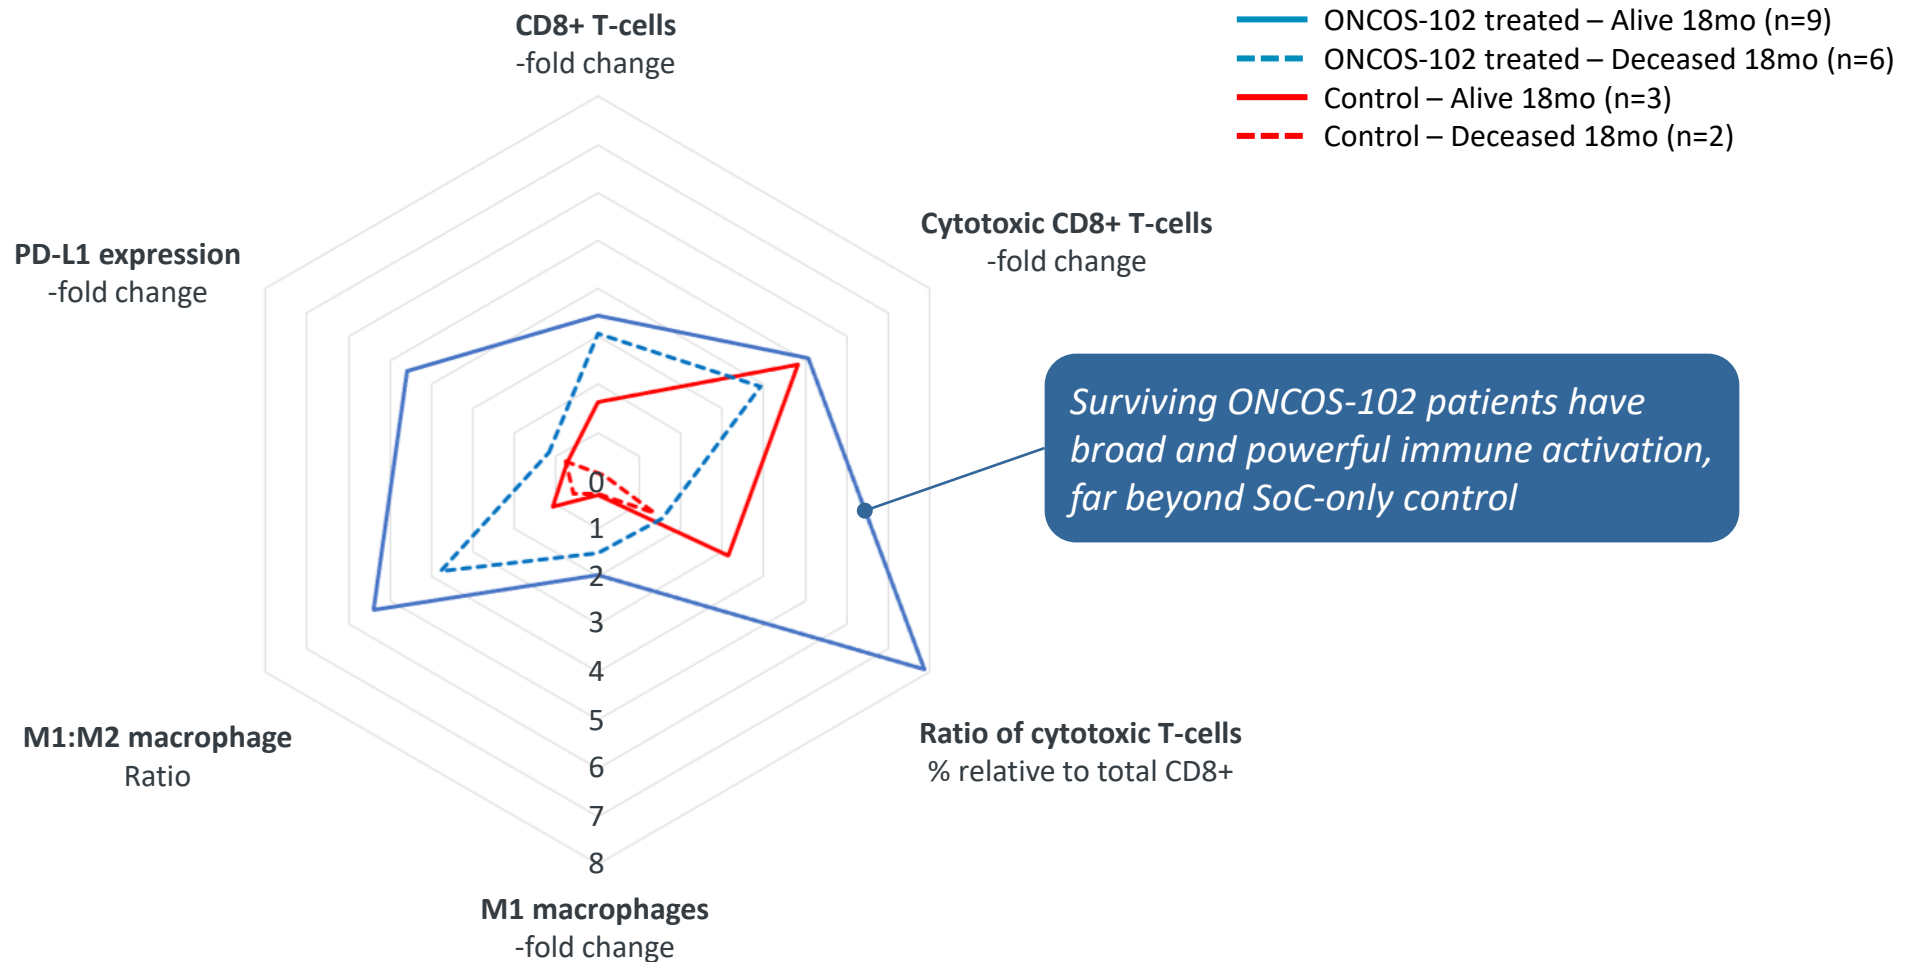 CD8+ T-cells
-fold change
ONCOS-102 treated – Alive 18mo (n=9)
ONCOS-102 treated – Deceased 18mo (n=6)
Control – Alive 18mo (n=3)
Control – Deceased 18mo (n=2)
Cytotoxic CD8+ T-cells
-fold change
PD-L1 expression
-fold change
Surviving ONCOS-102 patients have
broad and powerful immune activation,
far beyond SoC-only control
0
1
2
3
4
5
6
7
8
M1:M2 macrophage
Ratio
Ratio of cytotoxic T-cells
% relative to total CD8+
M1 macrophages
-fold change